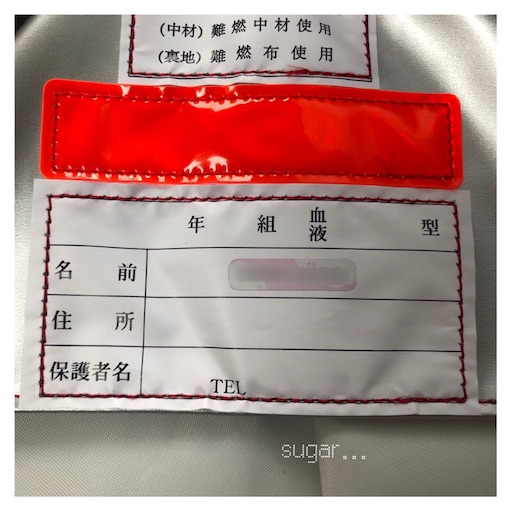 (中材) 難燃中材使用
(裏地) 難燃布使用
年 組 血液 型
名 前
住 所
保護者名
TEL
sugar...